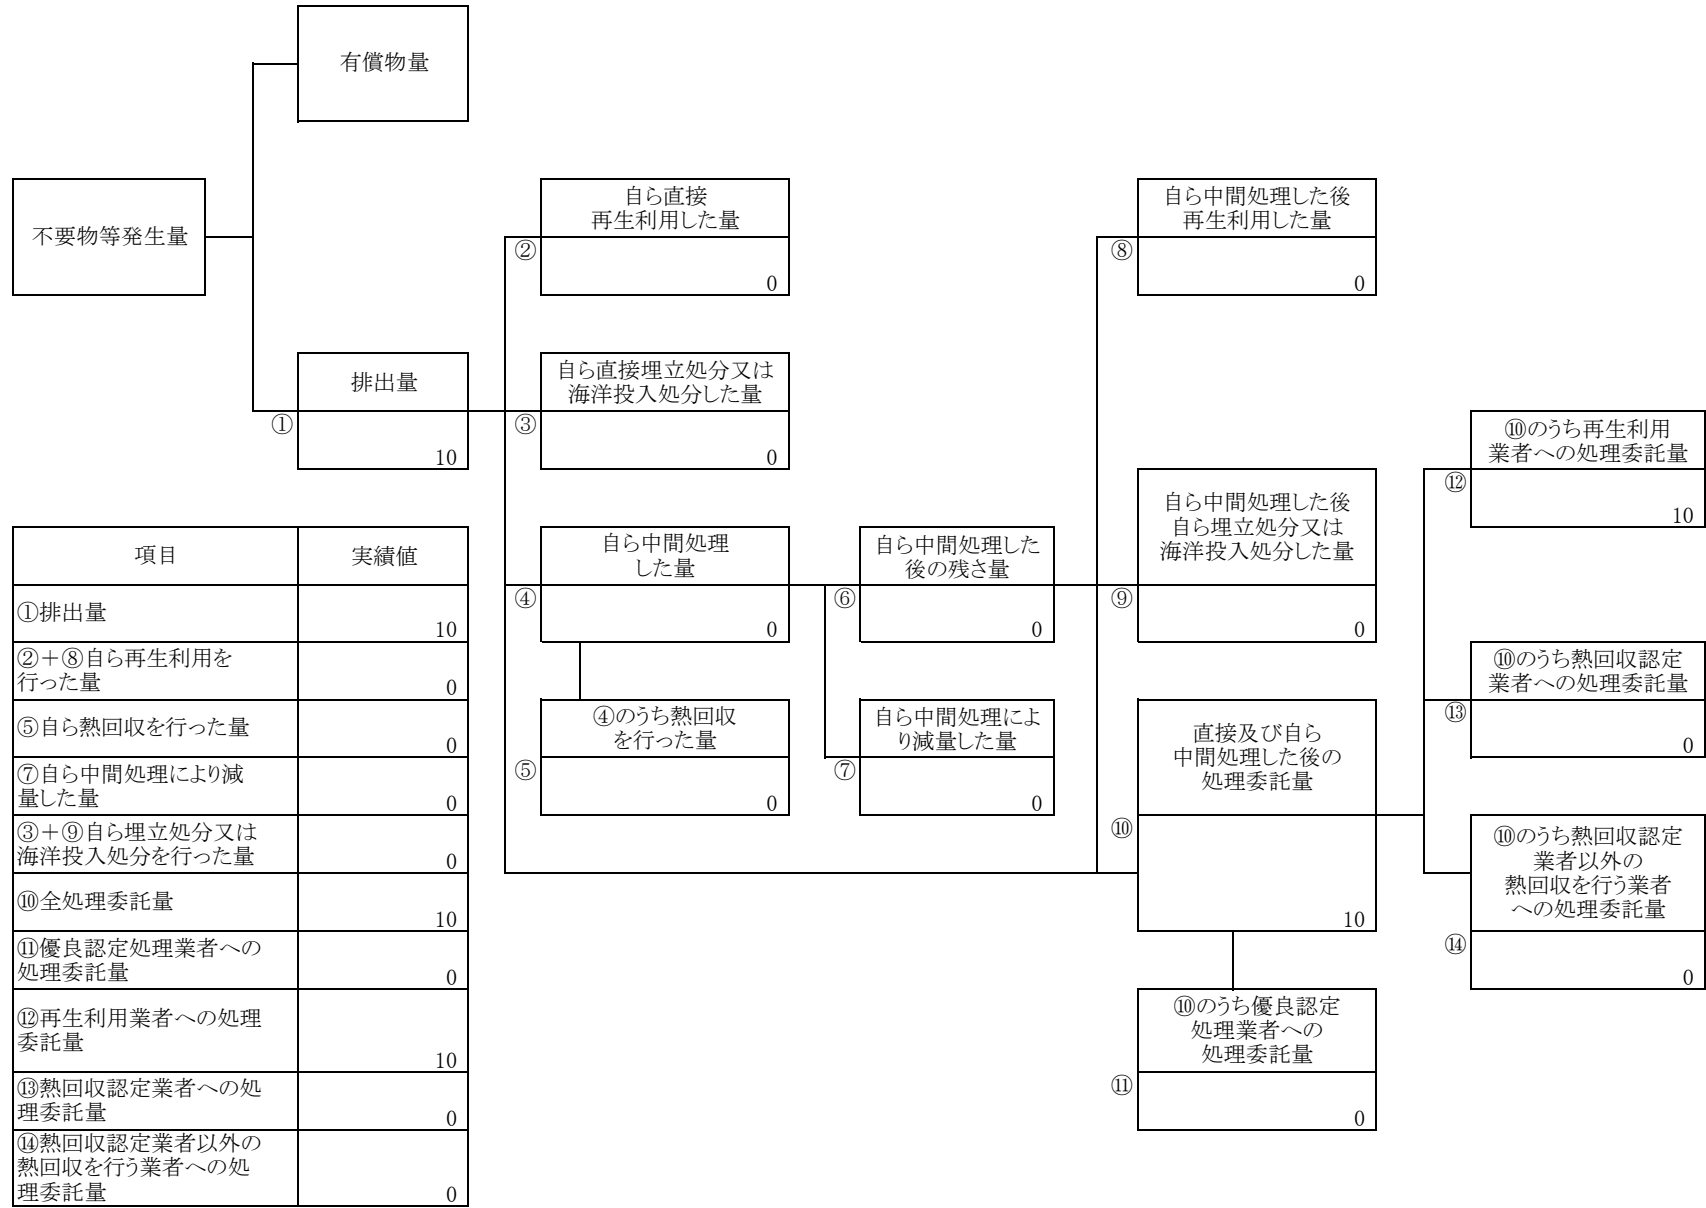 有償物量
不要物等発生量
自ら直接
再生利用した量
②
0
自ら中間処理した後
再生利用した量
⑧
0
排出量
①
10
自ら直接埋立処分又は
海洋投入処分した量
③
0
⑩のうち再生利用
業者への処理委託量
⑫
10
自ら中間処理
した量
④
0
自ら中間処理した
後の残さ量
⑥
0
自ら中間処理した後
自ら埋立処分又は
海洋投入処分した量
⑨
0
⑩のうち熱回収認定
業者への処理委託量
⑬
0
④のうち熱回収
を行った量
⑤
0
自ら中間処理によ
り減量した量
⑦
0
直接及び自ら
中間処理した後の
処理委託量
⑩
10
⑩のうち熱回収認定
業者以外の
熱回収を行う業者
への処理委託量
⑭
0
⑩のうち優良認定
処理業者への
処理委託量
⑪
0
項目 実績値
①排出量
10
②+⑧自ら再生利用を
行った量
0
⑤自ら熱回収を行った量
0
⑦自ら中間処理により減
量した量
0
③+⑨自ら埋立処分又は
海洋投入処分を行った量
0
⑩全処理委託量
10
⑪優良認定処理業者への
処理委託量
0
⑫再生利用業者への処理
委託量
10
⑬熱回収認定業者への処
理委託量
0
⑭熱回収認定業者以外の
熱回収を行う業者への処
理委託量
0